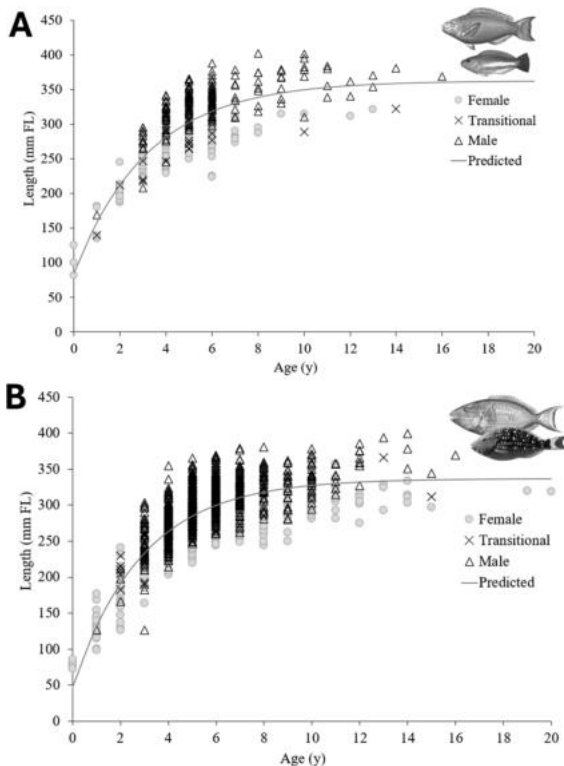 A
450
400
350
300
250
200
150
100
50
0
Length (mm FL)
0 2 4 6 8 10 12 14 16 18 20
Age (y)
Female
Transitional
Male
Predicted
B
450
400
350
300
250
200
150
100
50
0
Length (mm FL)
0 2 4 6 8 10 12 14 16 18 20
Age (y)
Female
Transitional
Male
Predicted